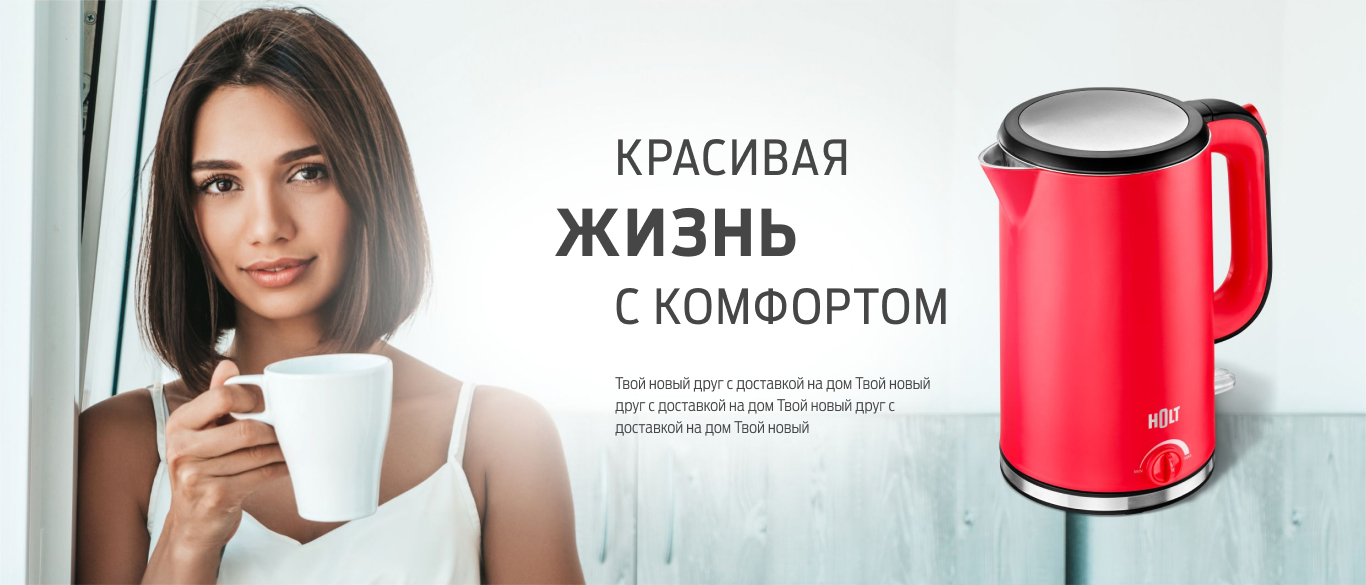 КРАСИВАЯ
ЖИЗНЬ
С КОМФОРТОМ
Твой новый друг с доставкой на дом Твой новый
друг с доставкой на дом Твой новый друг с
доставкой на дом Твой новый
HOLT